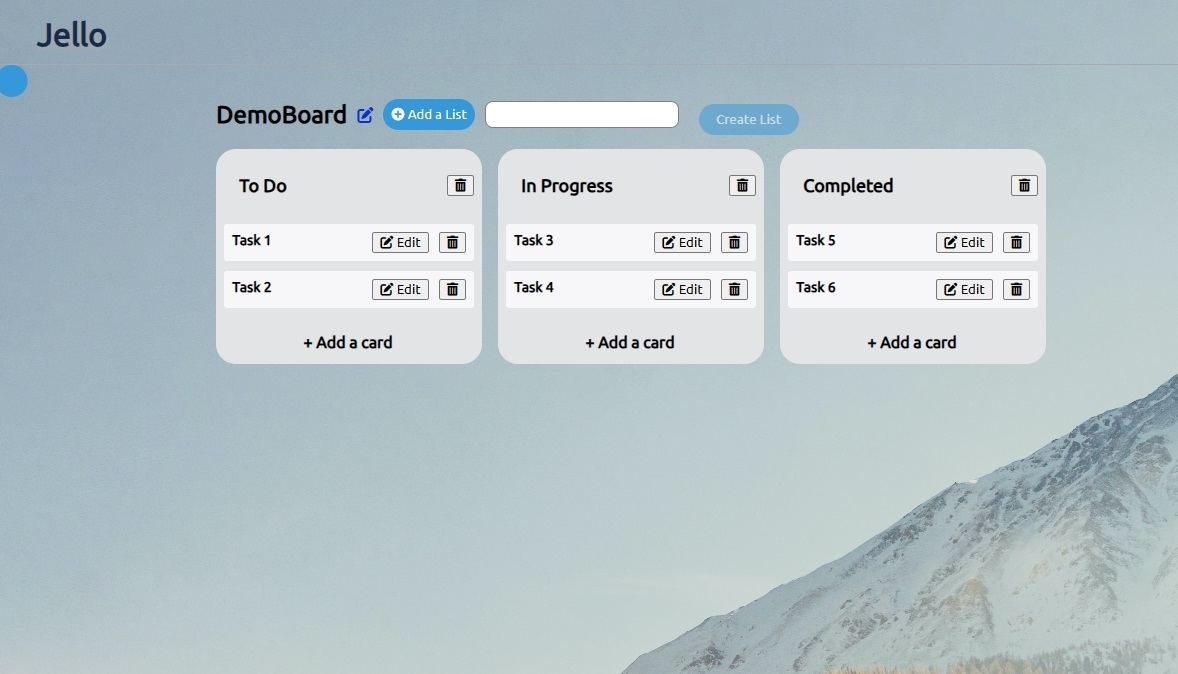 Jello
DemoBoard Add a List Create List
To Do
Task 1 Edit
Task 2 Edit
+ Add a card
In Progress
Task 3 Edit
Task 4 Edit
+ Add a card
Completed
Task 5 Edit
Task 6 Edit
+ Add a card